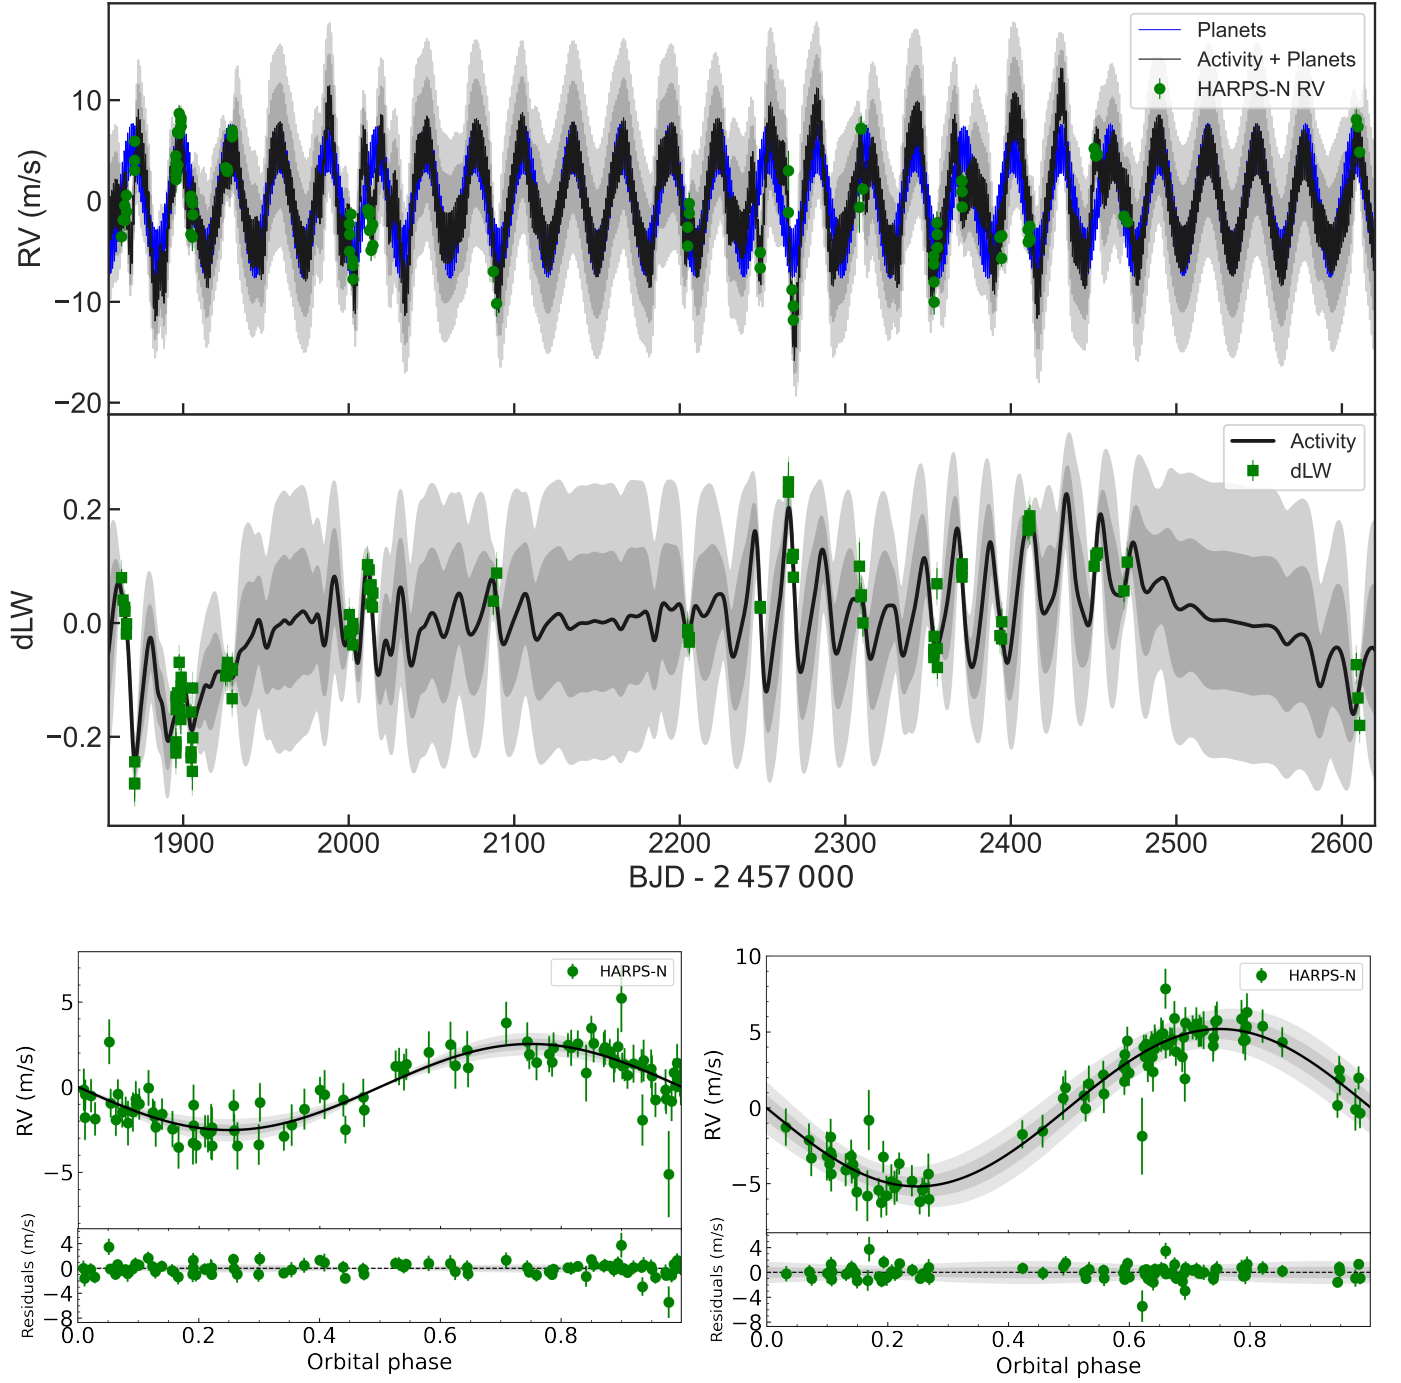 Planets
Activity + Planets
HARPS-N RV
RV (m/s)
10
0
−10
−20
Activity
dLW
dLW
0.2
0.0
−0.2
1900 2000 2100 2200 2300 2400 2500 2600
BJD - 2 457 000
HARPS-N
RV (m/s)
5
0
−5
Residuals (m/s)
4
0
−4
−8
0.0 0.2 0.4 0.6 0.8
Orbital phase
HARPS-N
RV (m/s)
10
5
0
−5
Residuals (m/s)
4
0
−4
−8
0.0 0.2 0.4 0.6 0.8
Orbital phase